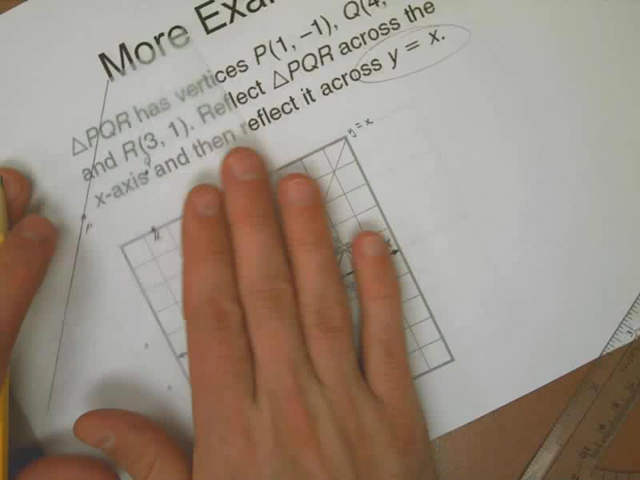 More Exa
△PQR has vertices P(1, –1), Q(4,
and R(3, 1). Reflect △PQR across the
x-axis and then reflect it across y = x.
y = x